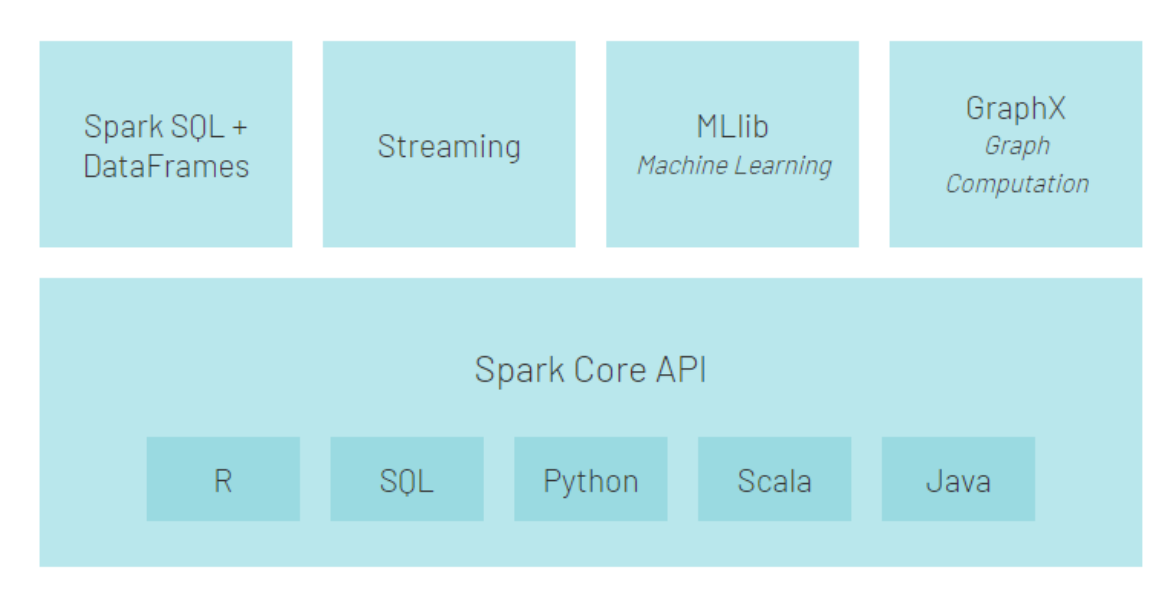 Spark SQL +
DataFrames
Streaming
MLlib
Machine Learning
GraphX
Graph
Computation
Spark Core API
R
SQL
Python
Scala
Java